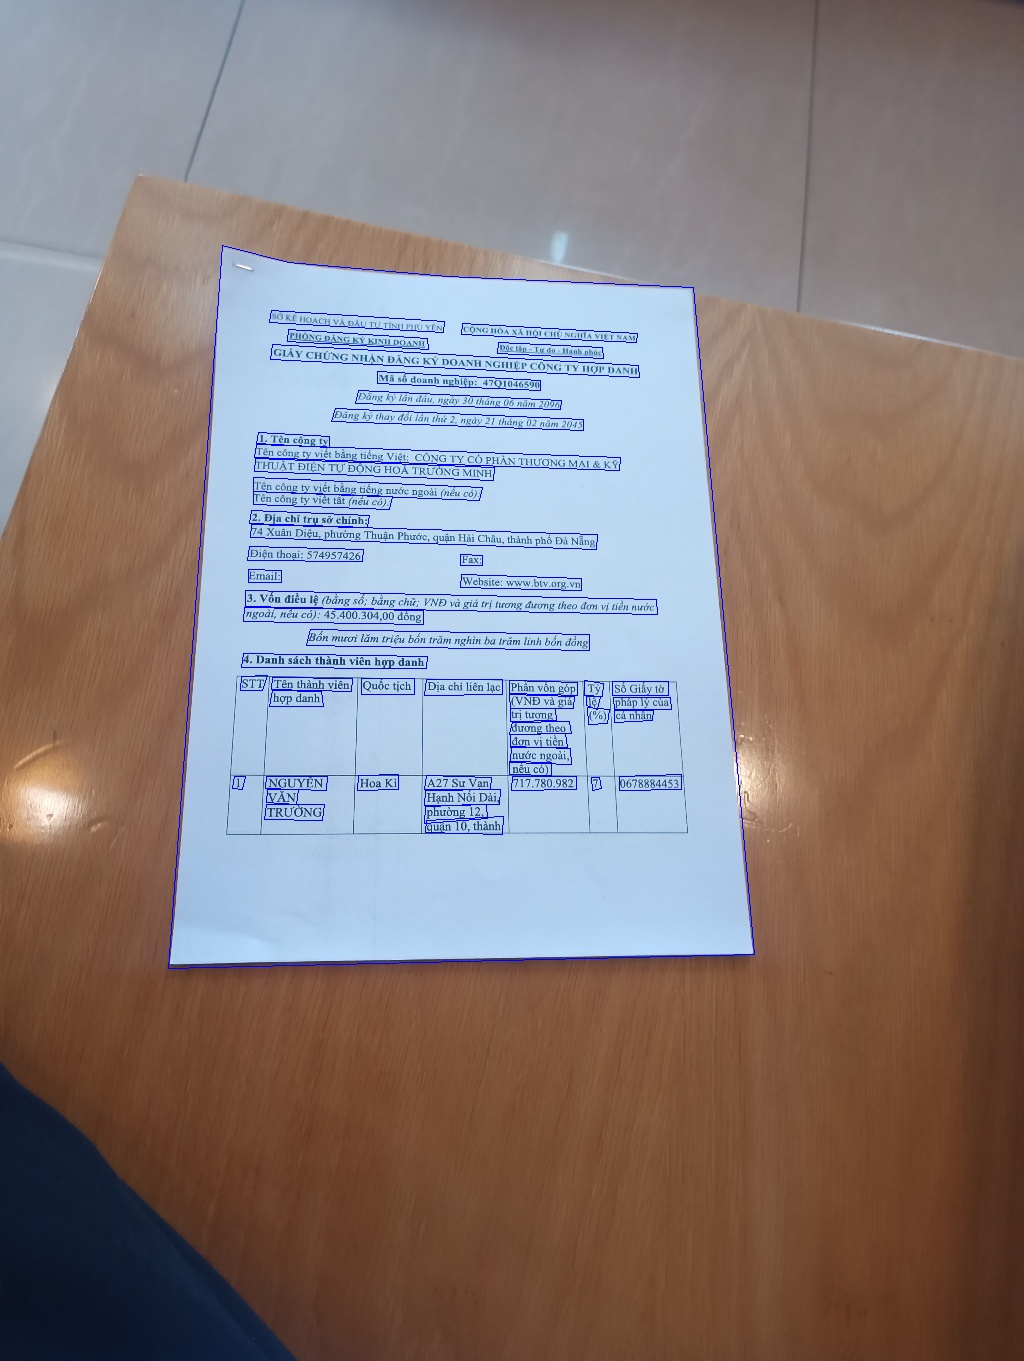 SỞ KẾ HOẠCH VÀ ĐẦU TƯ TỈNH PHÚ YÊN
CỘNG HÒA XÃ HỘI CHỦ NGHĨA VIỆT NAM
PHÒNG ĐĂNG KÝ KINH DOANH
Độc lập - Tự do - Hạnh phúc
GIẤY CHỨNG NHẬN ĐĂNG KÝ DOANH NGHIỆP CÔNG TY HỢP DANH
Mã số doanh nghiệp: 47Q1046590
Đăng ký lần đầu, ngày 30 tháng 06 năm 2096
Đăng ký thay đổi lần thứ 2, ngày 21 tháng 02 năm 2045
1. Tên công ty
Tên công ty viết bằng tiếng Việt: CÔNG TY CỔ PHẦN THƯƠNG MẠI & KỸ
THUẬT ĐIỆN TỰ ĐỘNG HOÁ TRƯỜNG MINH
Tên công ty viết bằng tiếng nước ngoài (nếu có)
Tên công ty viết tắt (nếu có):
2. Địa chỉ trụ sở chính:
74 Xuân Diệu, phường Thuận Phước, quận Hải Châu, thành phố Đà Nẵng
Điện thoại: 574957426
Fax:
Email:
Website: www.btv.org.vn
3. Vốn điều lệ (bằng số; bằng chữ; VNĐ và giá trị tương đương theo đơn vị tiền nước
ngoài, nếu có): 45.400.304,00 đồng
Bốn mươi lăm triệu bốn trăm nghìn ba trăm linh bốn đồng
4. Danh sách thành viên hợp danh
STT
Tên thành viên
hợp danh
Quốc tịch
Địa chỉ liên lạc
Phần vốn góp
(VNĐ và giá
trị tương
đương theo
đơn vị tiền
nước ngoài,
nếu có)
Tỷ
lệ
(%)
Số Giấy tờ
pháp lý của
cá nhân
1
NGUYỄN
VĂN
TRƯỜNG
Hoa Kì
A27 Sư Vạn
Hạnh Nối Dài,
phường 12,
quận 10, thành
717.780.982
7
0678884453